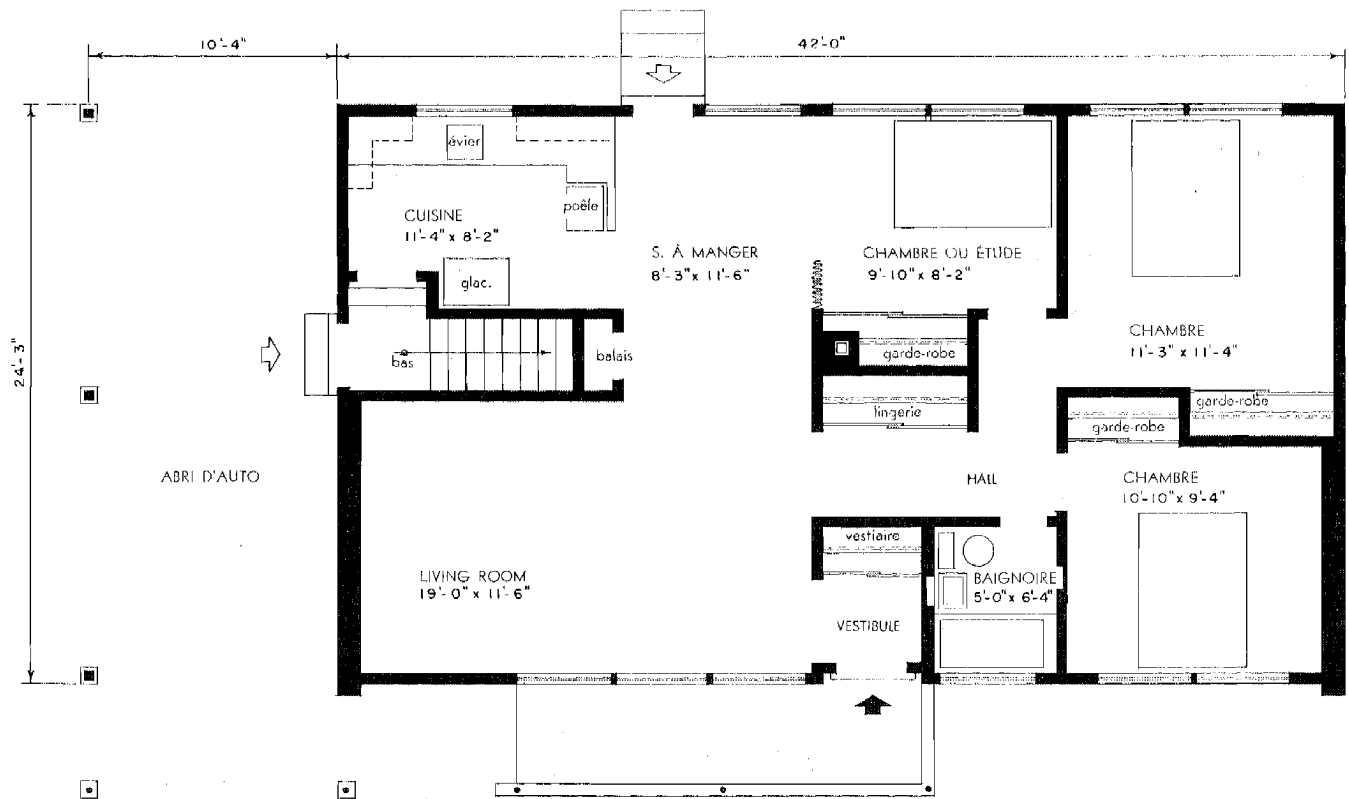 10'-4"
42'-0"
24'-3"
évier
poêle
CUISINE
11'-4" x 8'-2"
glac.
S. À MANGER
8'-3" x 11'-6"
CHAMBRE OU ÉTUDE
9'-10" x 8'-2"
CHAMBRE
11'-3" x 11'-4"
bas
balais
garde-robe
lingerie
garde-robe
garde-robe
ABRI D'AUTO
HALL
CHAMBRE
10'-10" x 9'-4"
vestiaire
LIVING ROOM
19'-0" x 11'-6"
BAIGNOIRE
5'-0" x 6'-4"
VESTIBULE